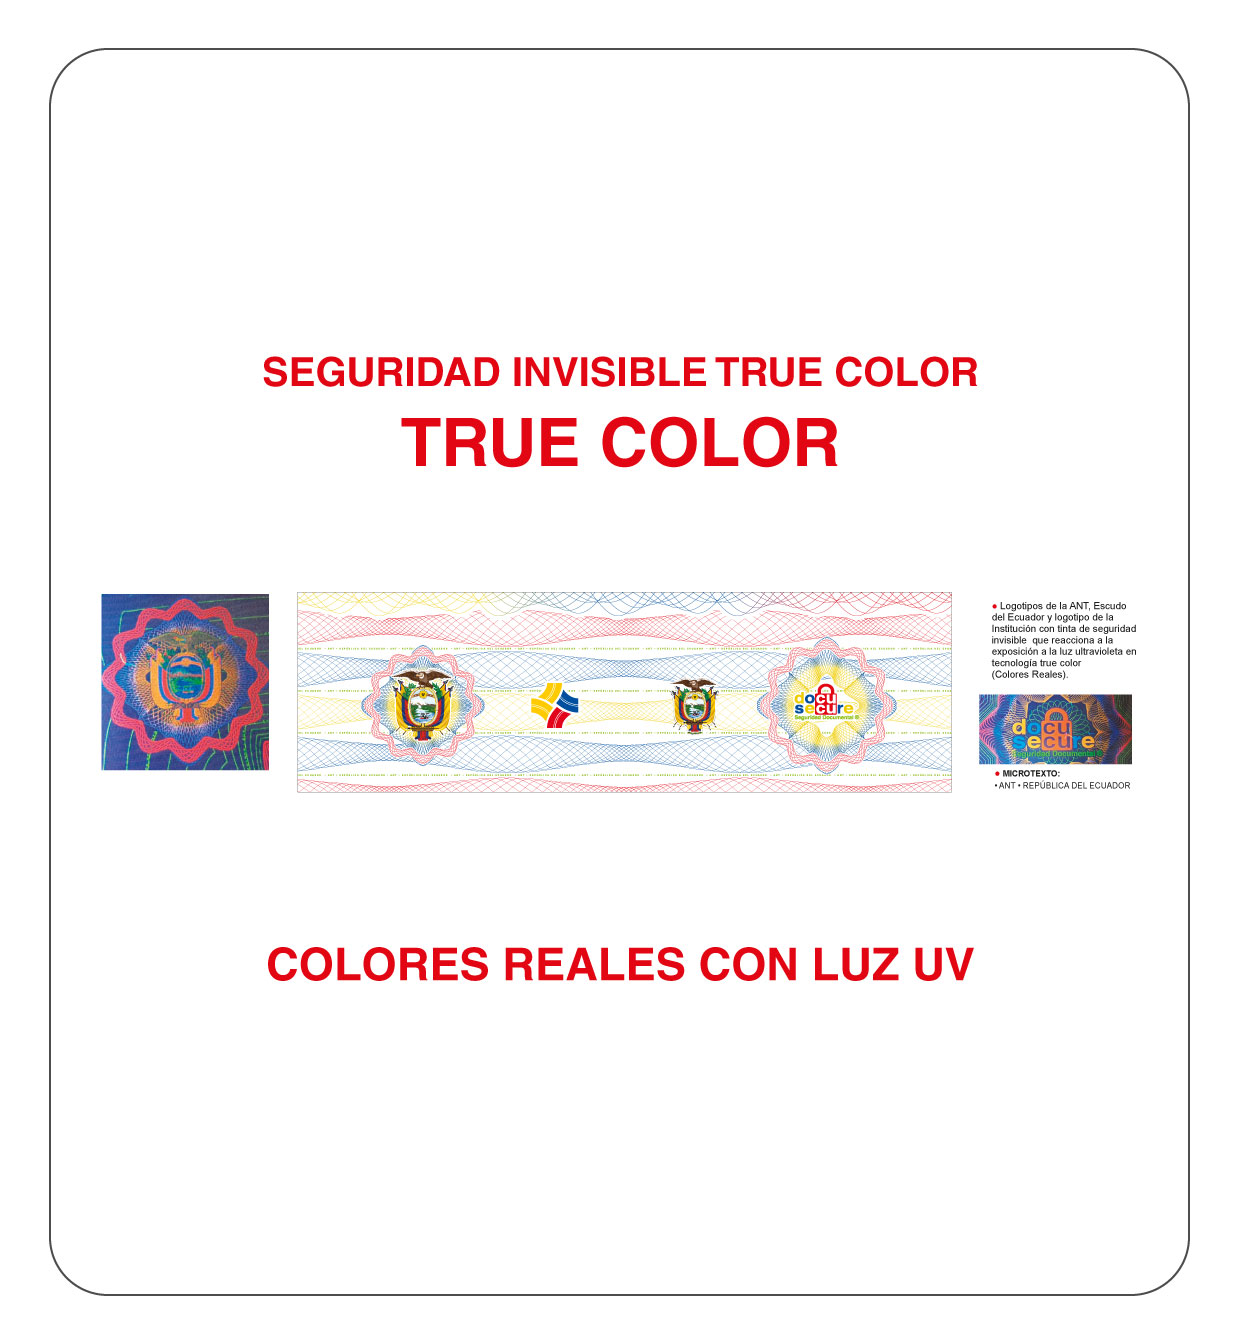 SEGURIDAD INVISIBLE TRUE COLOR
TRUE COLOR
• Logotipos de la ANT, Escudo
del Ecuador y logotipo de la
Institución con tinta de seguridad
invisible que reacciona a la
exposición a la luz ultravioleta en
tecnología true color
(Colores Reales).
docu
secure
Seguridad Documental ®
docu
secure
Seguridad Documental ®
• MICROTEXTO:
• ANT • REPÚBLICA DEL ECUADOR
COLORES REALES CON LUZ UV